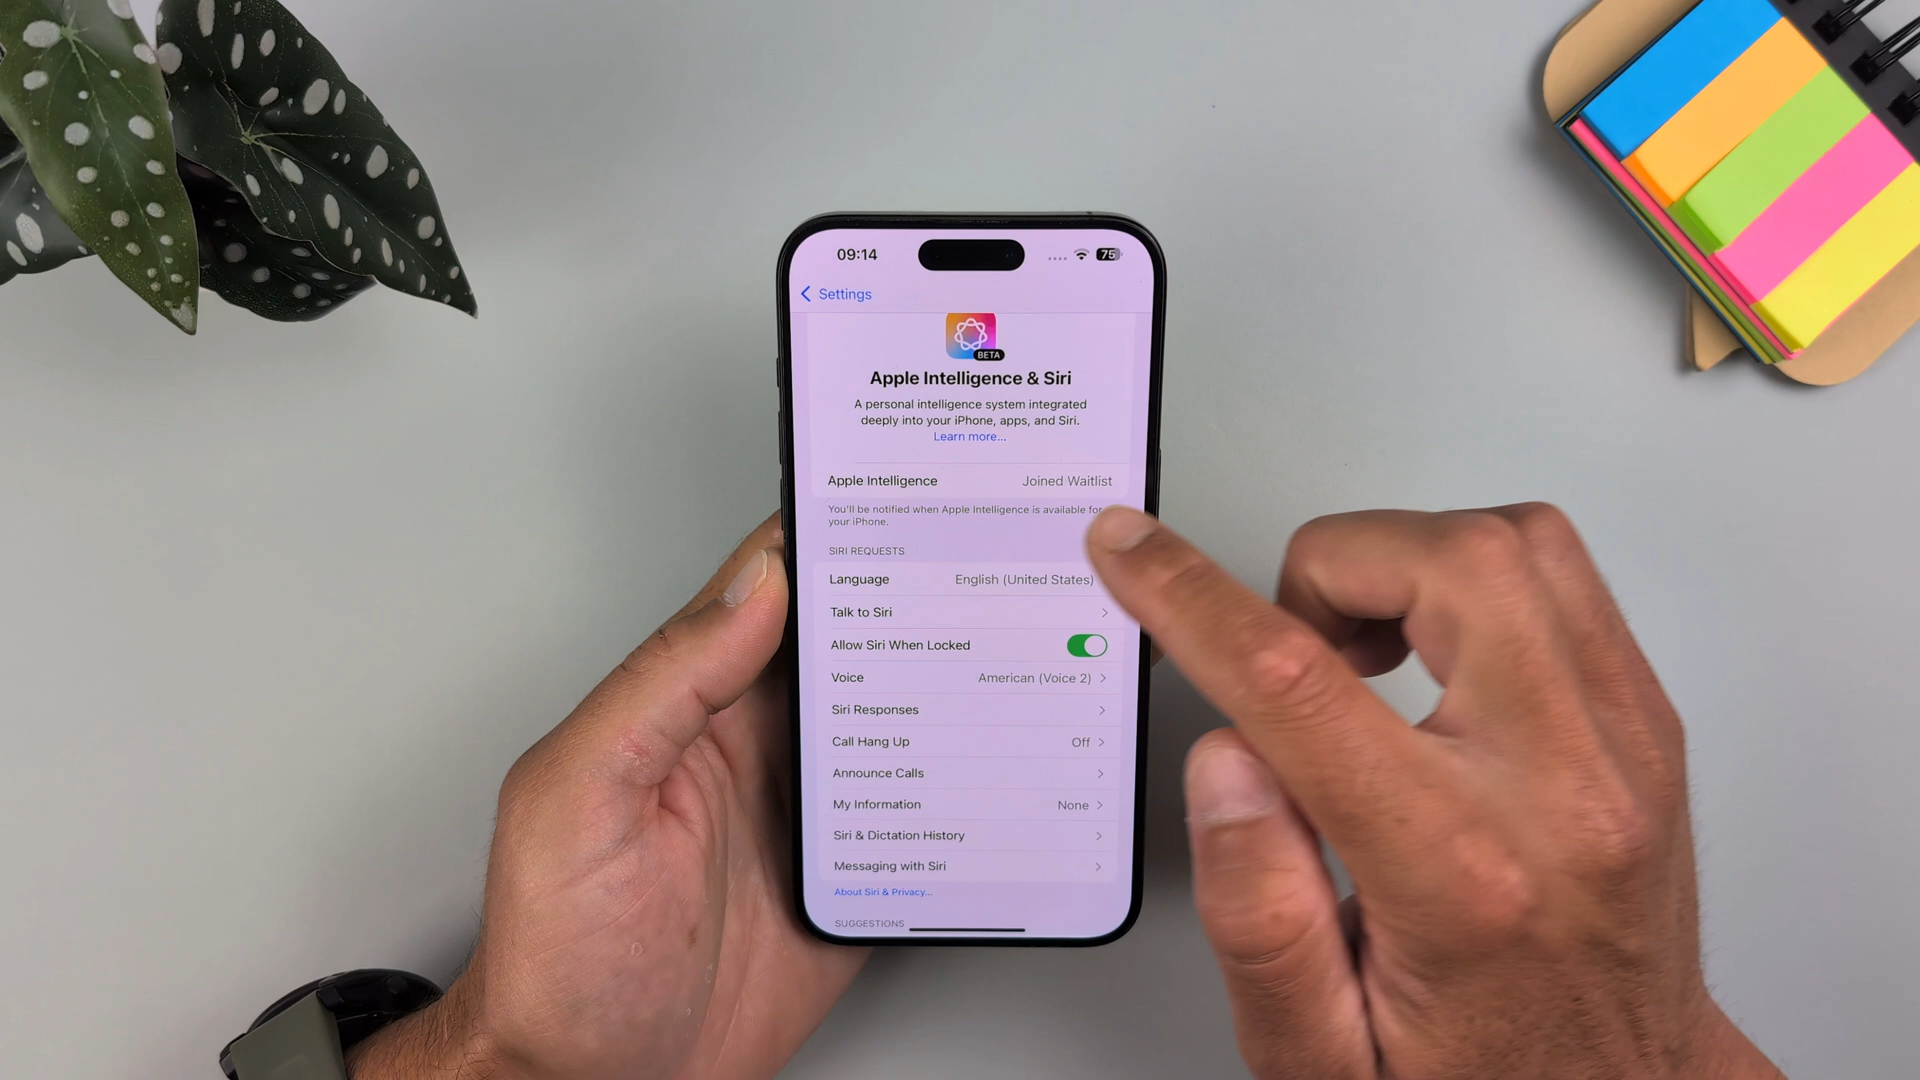 09:14
75
Settings
BETA
Apple Intelligence & Siri
A personal intelligence system integrated
deeply into your iPhone, apps, and Siri.
Learn more...
Apple Intelligence Joined Waitlist
You'll be notified when Apple Intelligence is available for
your iPhone.
SIRI REQUESTS
Language English (United States)
Talk to Siri
Allow Siri When Locked
Voice American (Voice 2)
Siri Responses
Call Hang Up Off
Announce Calls
My Information None
Siri & Dictation History
Messaging with Siri
About Siri & Privacy...
SUGGESTIONS